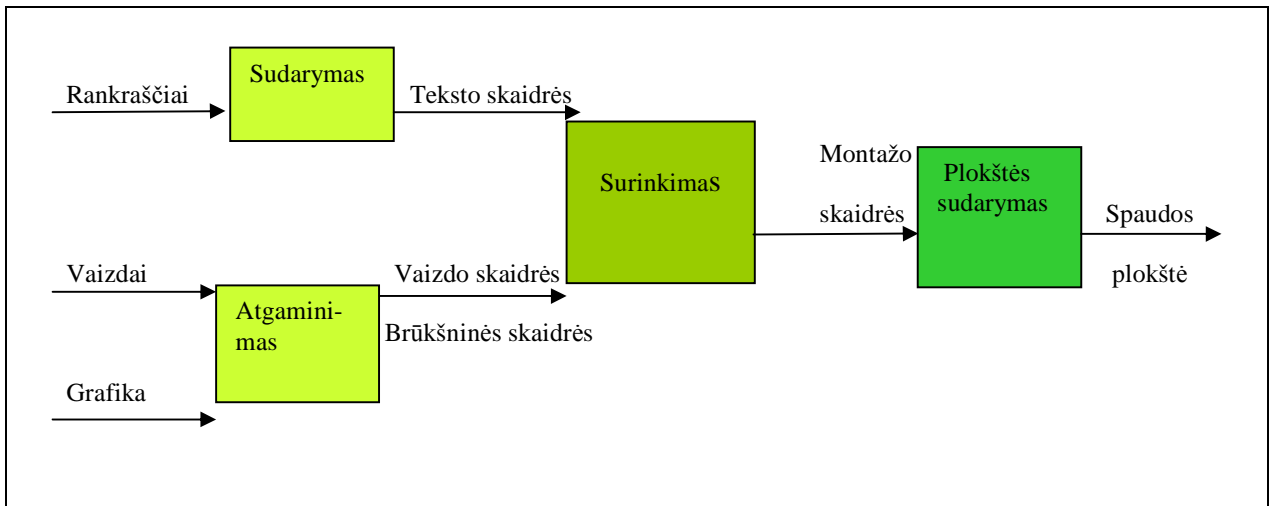 Rankraščiai
Sudarymas
Teksto skaidrės
Surinkimas
Montažo
skaidrės
Plokštės
sudarymas
Spaudos
plokštė
Vaizdai
Atgamini-
mas
Vaizdo skaidrės
Brūkšninės skaidrės
Grafika